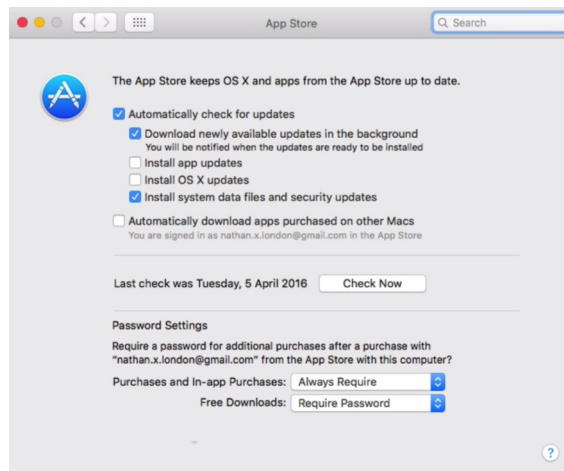 App Store
Search
The App Store keeps OS X and apps from the App Store up to date.
Automatically check for updates
Download newly available updates in the background
You will be notified when the updates are ready to be installed
Install app updates
Install OS X updates
Install system data files and security updates
Automatically download apps purchased on other Macs
You are signed in as nathan.x.london@gmail.com in the App Store
Last check was Tuesday, 5 April 2016 Check Now
Password Settings
Require a password for additional purchases after a purchase with
"nathan.x.london@gmail.com" from the App Store with this computer?
Purchases and In-app Purchases: Always Require
Free Downloads: Require Password
?